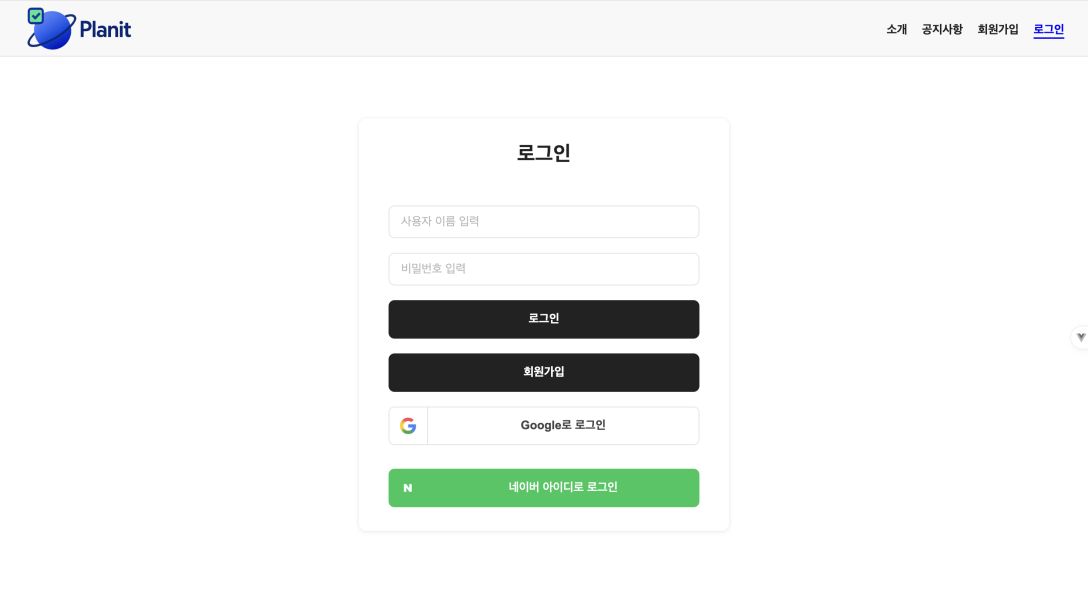 Planit
소개 공지사항 회원가입 로그인
로그인
사용자 이름 입력
비밀번호 입력
로그인
회원가입
G Google로 로그인
N 네이버 아이디로 로그인